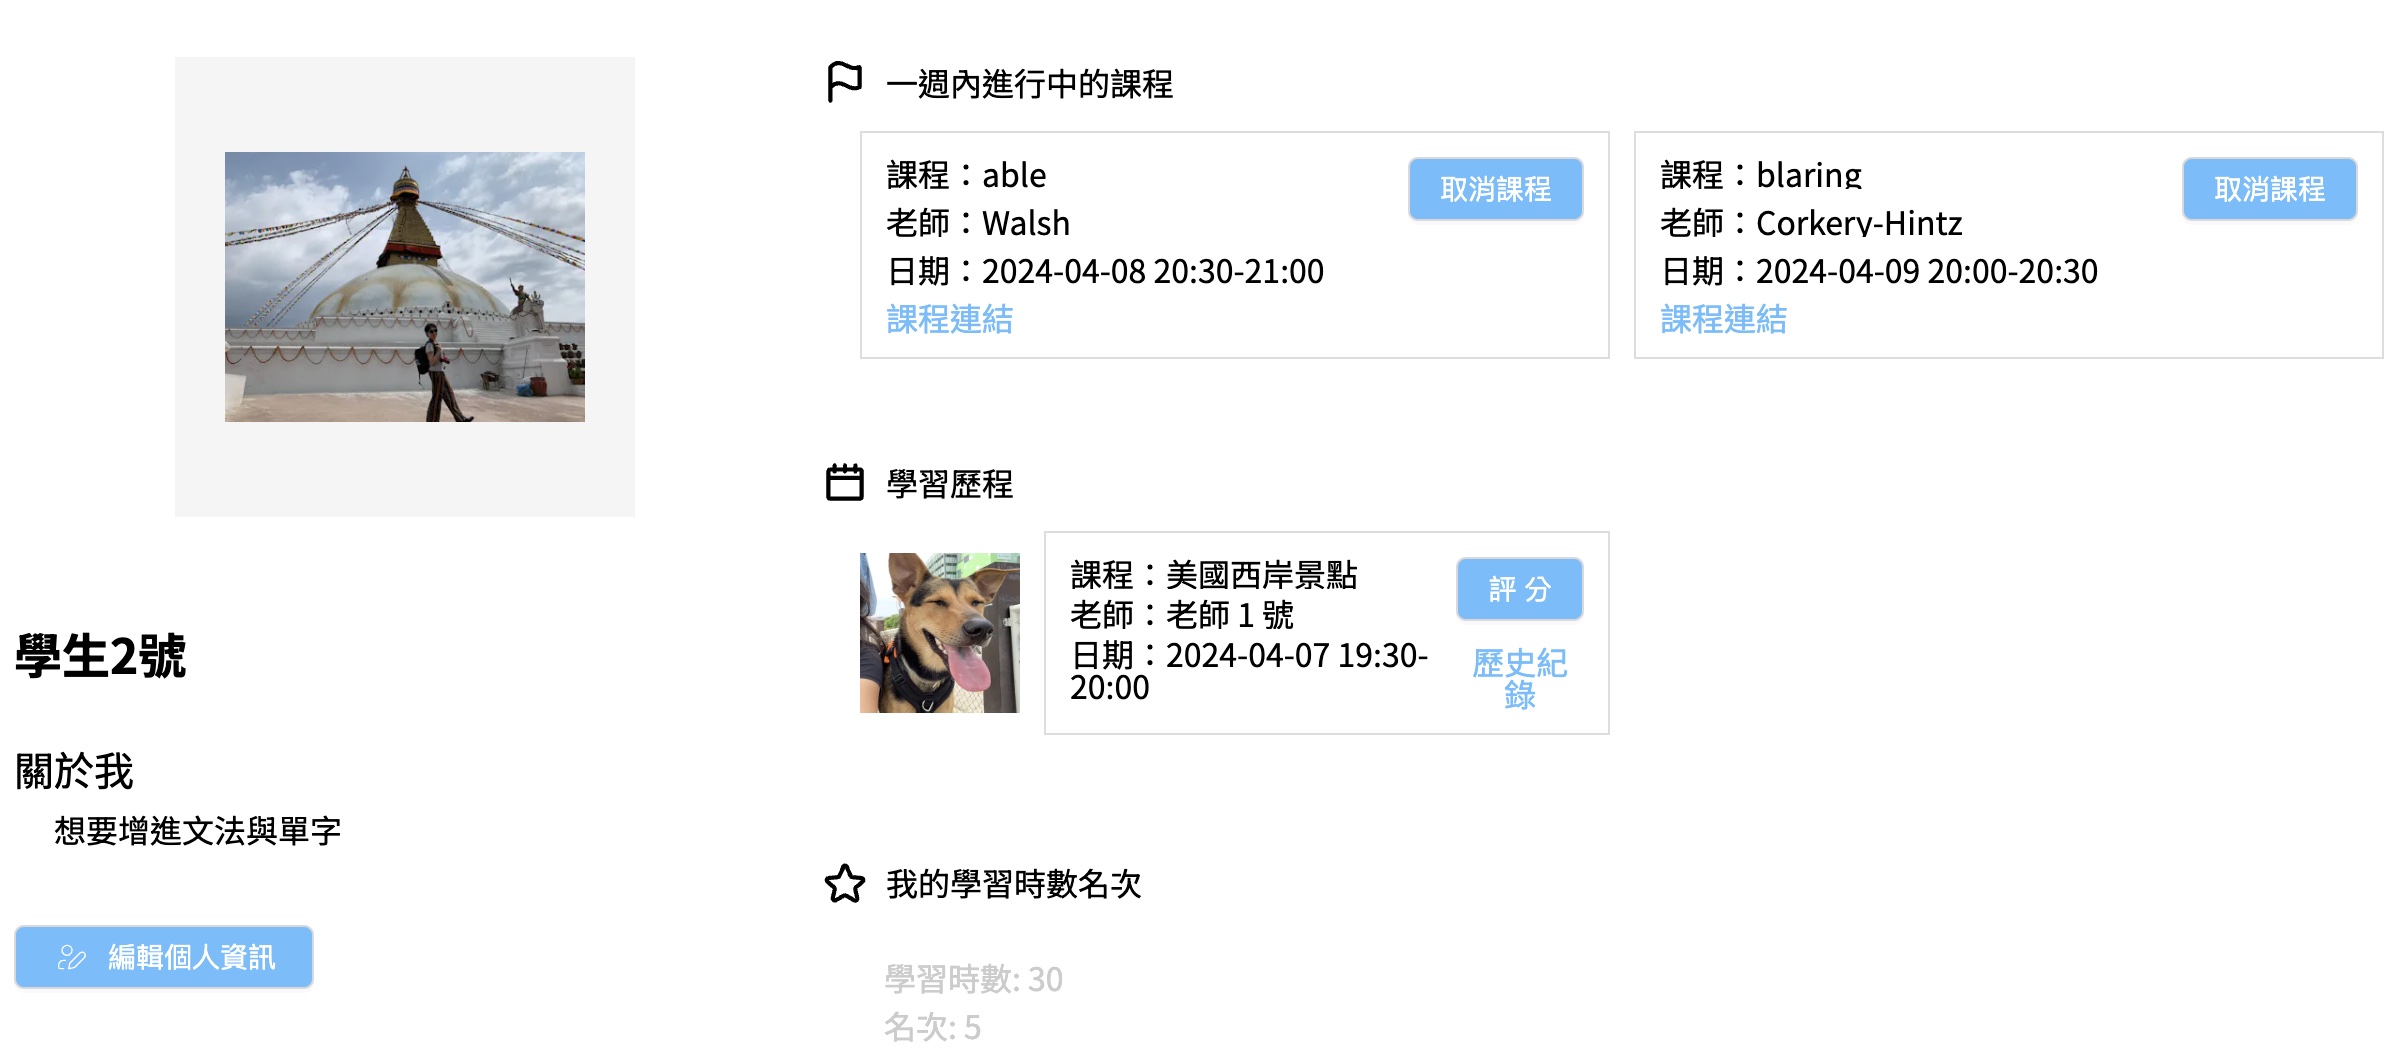 學生2號
關於我
想要增進文法與單字
編輯個人資訊
一週內進行中的課程
課程：able
老師：Walsh
日期：2024-04-08 20:30-21:00
課程連結
取消課程
課程：blaring
老師：Corkery-Hintz
日期：2024-04-09 20:00-20:30
課程連結
取消課程
學習歷程
課程：美國西岸景點
老師：老師 1 號
日期：2024-04-07 19:30-
20:00
評 分
歷史紀
錄
我的學習時數名次
學習時數: 30
名次: 5